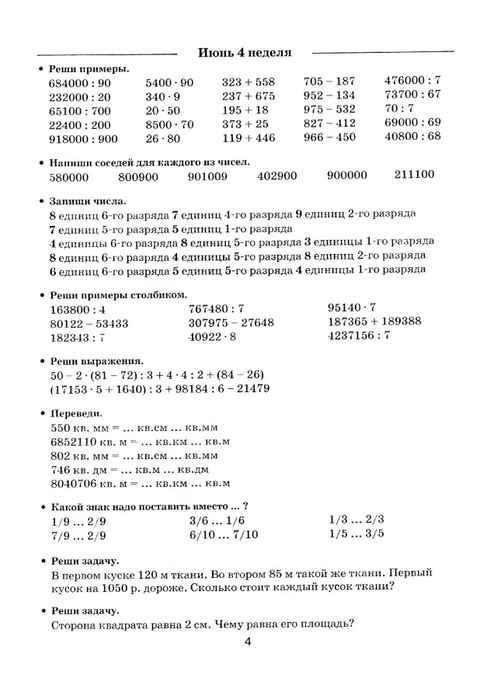 Июнь 4 неделя
• Реши примеры.
684000 : 90 5400 · 90 323 + 558 705 – 187 476000 : 7
232000 : 20 340 · 9 237 + 675 952 – 134 73700 : 67
65100 : 700 20 · 50 195 + 18 975 – 532 70 : 7
22400 : 200 8500 · 70 373 + 25 827 – 412 69000 : 69
918000 : 900 26 · 80 119 + 446 966 – 450 40800 : 68
• Напиши соседей для каждого из чисел.
580000 800900 901009 402900 900000 211100
• Запиши числа.
8 единиц 6-го разряда 7 единиц 4-го разряда 9 единиц 2-го разряда
7 единиц 5-го разряда 5 единиц 1-го разряда
4 единицы 6-го разряда 8 единиц 5-го разряда 3 единицы 1-го разряда
8 единиц 6-го разряда 4 единицы 5-го разряда 8 единиц 2-го разряда
6 единиц 6-го разряда 5 единиц 5-го разряда 4 единицы 1-го разряда
• Реши примеры столбиком.
163800 : 4 767480 : 7 95140 · 7
80122 – 53433 307975 – 27648 187365 + 189388
182343 : 7 40922 · 8 4237156 : 7
• Реши выражения.
50 – 2 · (81 – 72) : 3 + 4 · 4 : 2 + (84 – 26)
(17153 · 5 + 1640) : 3 + 98184 : 6 – 21479
• Переведи.
550 кв. мм = ... кв.см ... кв.мм
6852110 кв. м = ... кв.км ... кв.м
802 кв. мм = ... кв.см ... кв.мм
746 кв. дм = ... кв.м ... кв.дм
8040706 кв. м = ... кв.км ... кв.м
• Какой знак надо поставить вместо ... ?
1/9 ... 2/9 3/6 ... 1/6 1/3 ... 2/3
7/9 ... 2/9 6/10 ... 7/10 1/5 ... 3/5
• Реши задачу.
В первом куске 120 м ткани. Во втором 85 м такой же ткани. Первый
кусок на 1050 р. дороже. Сколько стоит каждый кусок ткани?
• Реши задачу.
Сторона квадрата равна 2 см. Чему равна его площадь?
4